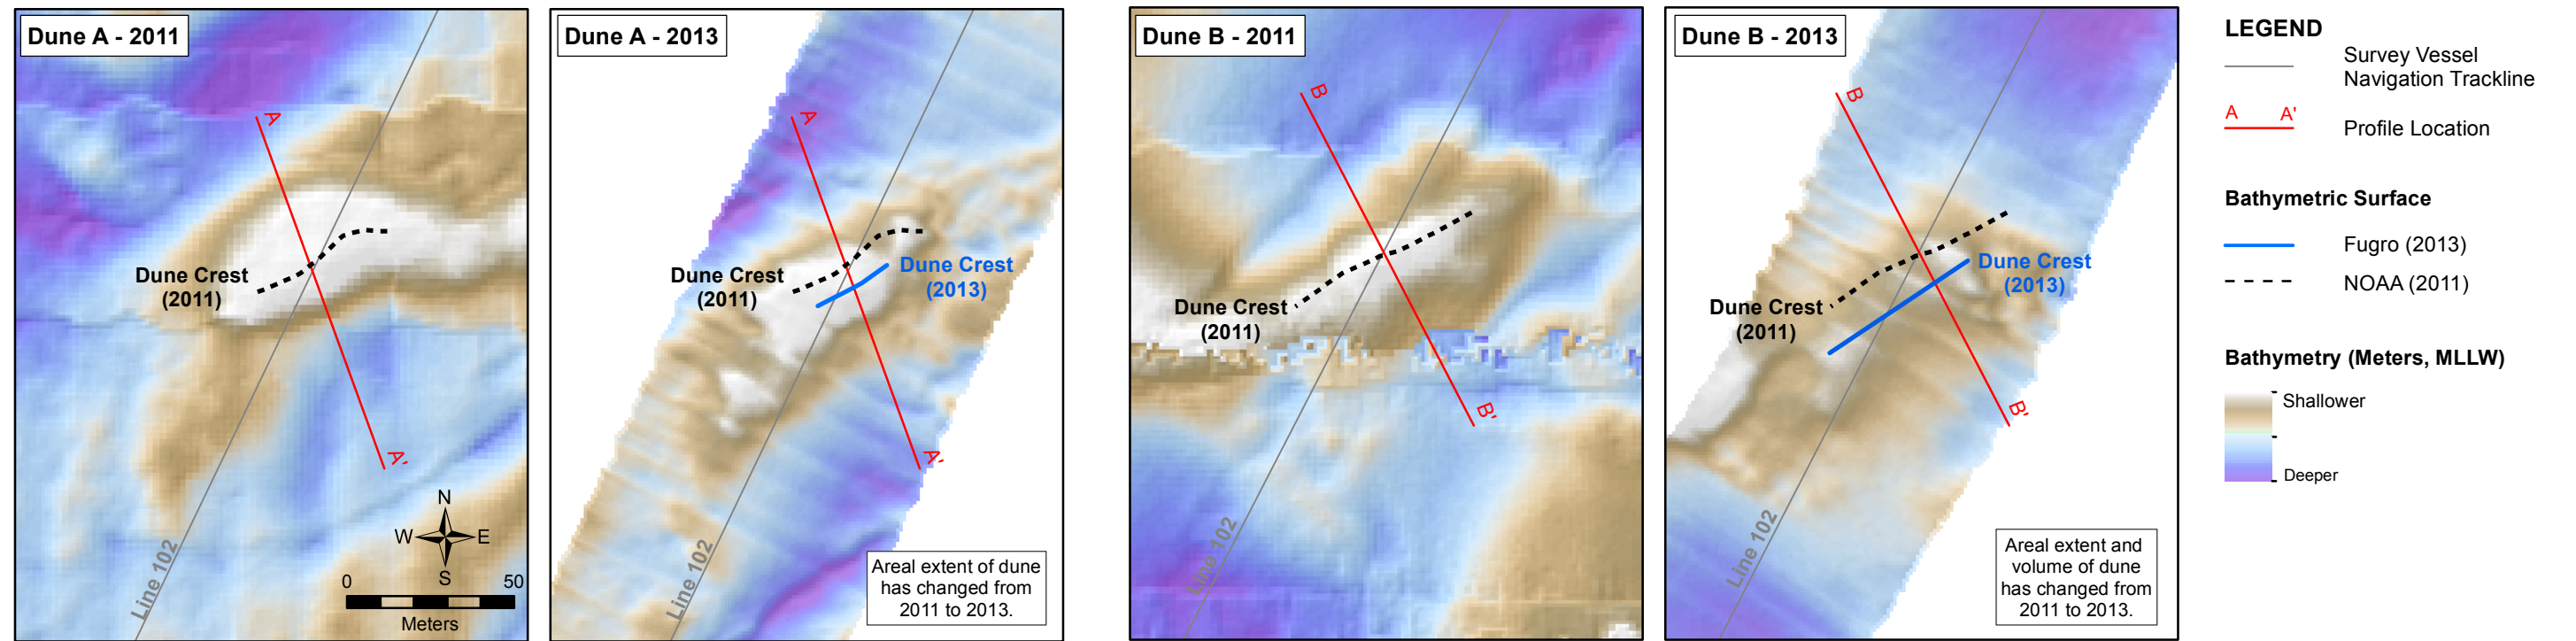 Dune A - 2011
A
Dune Crest
(2011)
A'
N
W E
S
0 50
Meters
Line 102
Dune A - 2013
A
Dune Crest
(2011)
Dune Crest
(2013)
A'
Line 102
Areal extent of dune
has changed from
2011 to 2013.
Dune B - 2011
B
Dune Crest
(2011)
B'
Line 102
Dune B - 2013
B
Dune Crest
(2011)
Dune Crest
(2013)
B'
Line 102
Areal extent and
volume of dune
has changed from
2011 to 2013.
LEGEND
Survey Vessel
Navigation Trackline
A A'
Profile Location
Bathymetric Surface
Fugro (2013)
NOAA (2011)
Bathymetry (Meters, MLLW)
Shallower
Deeper